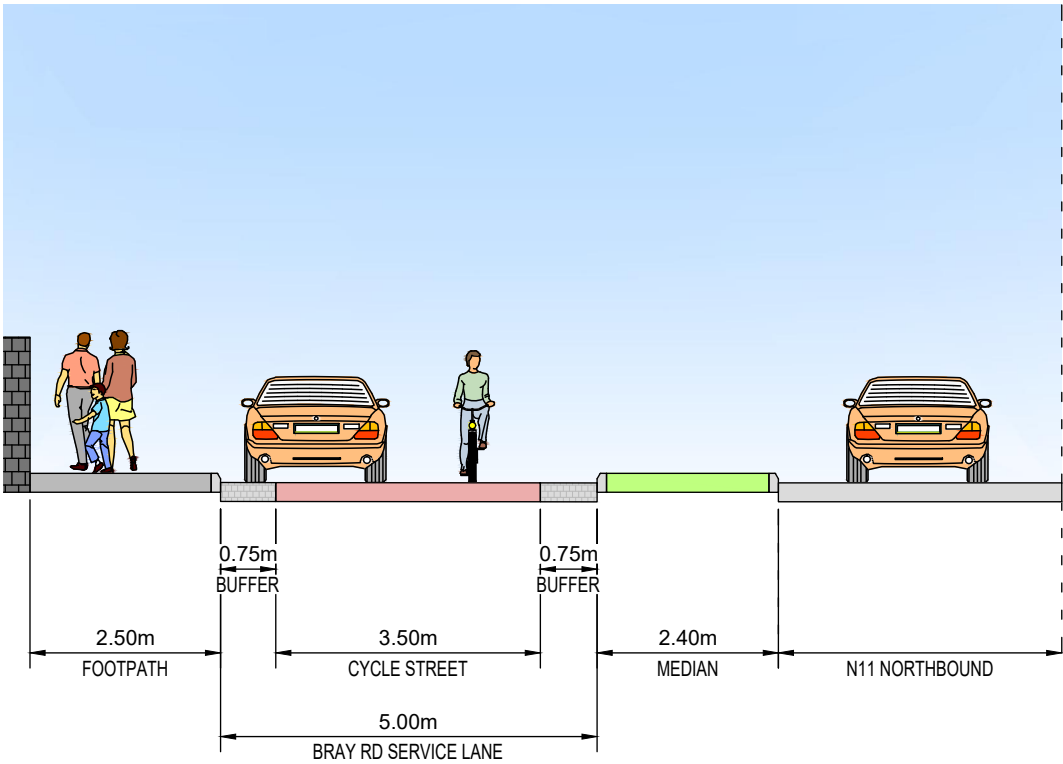 0.75m
BUFFER
0.75m
BUFFER
2.50m
FOOTPATH
3.50m
CYCLE STREET
2.40m
MEDIAN
N11 NORTHBOUND
5.00m
BRAY RD SERVICE LANE